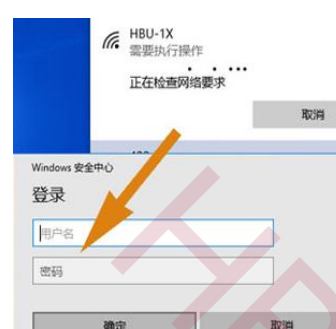 HBU-1X
需要执行操作
正在检查网络要求
取消
Windows 安全中心
登录
用户名
密码
确定
取消